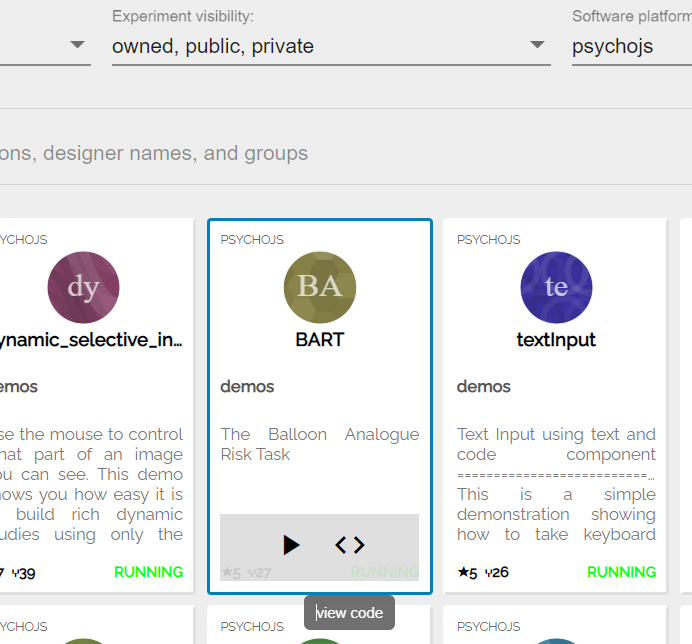 Experiment visibility:
Software platform
owned, public, private
psychojs
ons, designer names, and groups
YCHOJS
dy
ynamic_selective_in...
emos
se the mouse to control
hat part of an image
ou can see. This demo
hows you how easy it is
build rich dynamic
udies using only the
7 39
RUNNING
PSYCHOJS
BA
BART
demos
The Balloon Analogue
Risk Task
5 27
RUNNING
view code
PSYCHOJS
te
textInput
demos
Text Input using text and
code component
==========================...
This is a simple
demonstration showing
how to take keyboard
5 26
RUNNING
YCHOJS
PSYCHOJS
PSYCHOJS